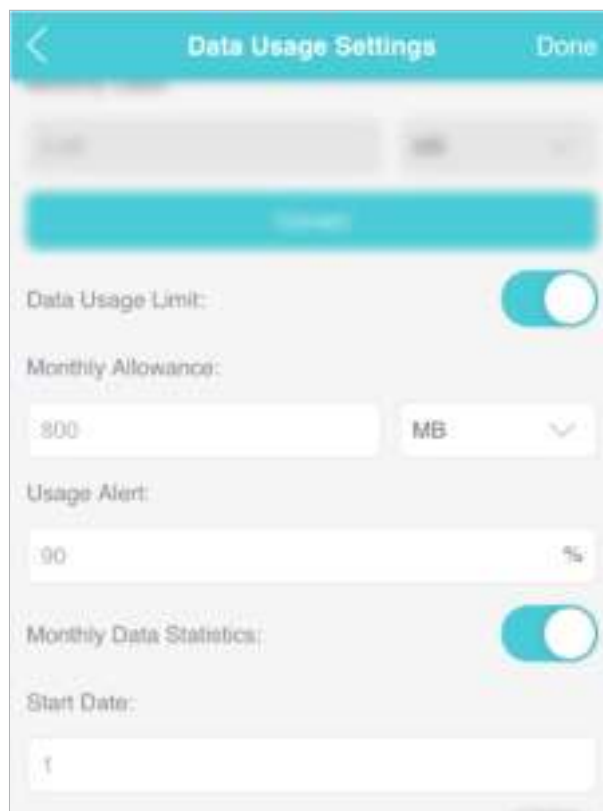 Data Usage Settings Done
MB
Data Usage Limit:
Monthly Allowance:
800 MB
Usage Alert:
90 %
Monthly Data Statistics:
Start Date:
1